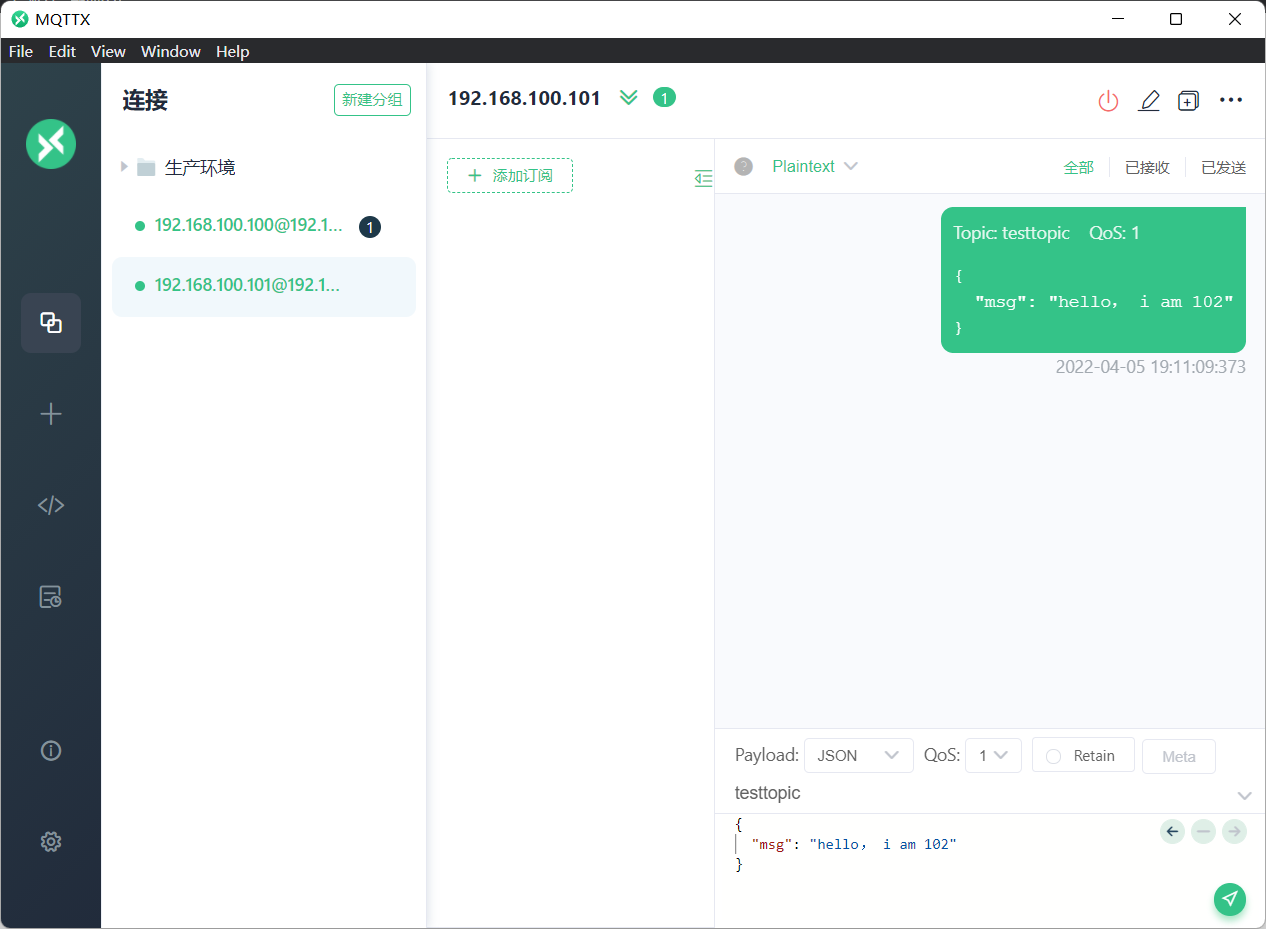 MQTTX
File Edit View Window Help
连接
新建分组
生产环境
192.168.100.100@192.1...
1
192.168.100.101@192.1...
192.168.100.101
1
添加订阅
Plaintext
全部
已接收
已发送
Topic: testtopic QoS: 1
{
"msg": "hello， i am 102"
}
2022-04-05 19:11:09:373
Payload: JSON QoS: 1 Retain Meta
testtopic
{
"msg": "hello， i am 102"
}